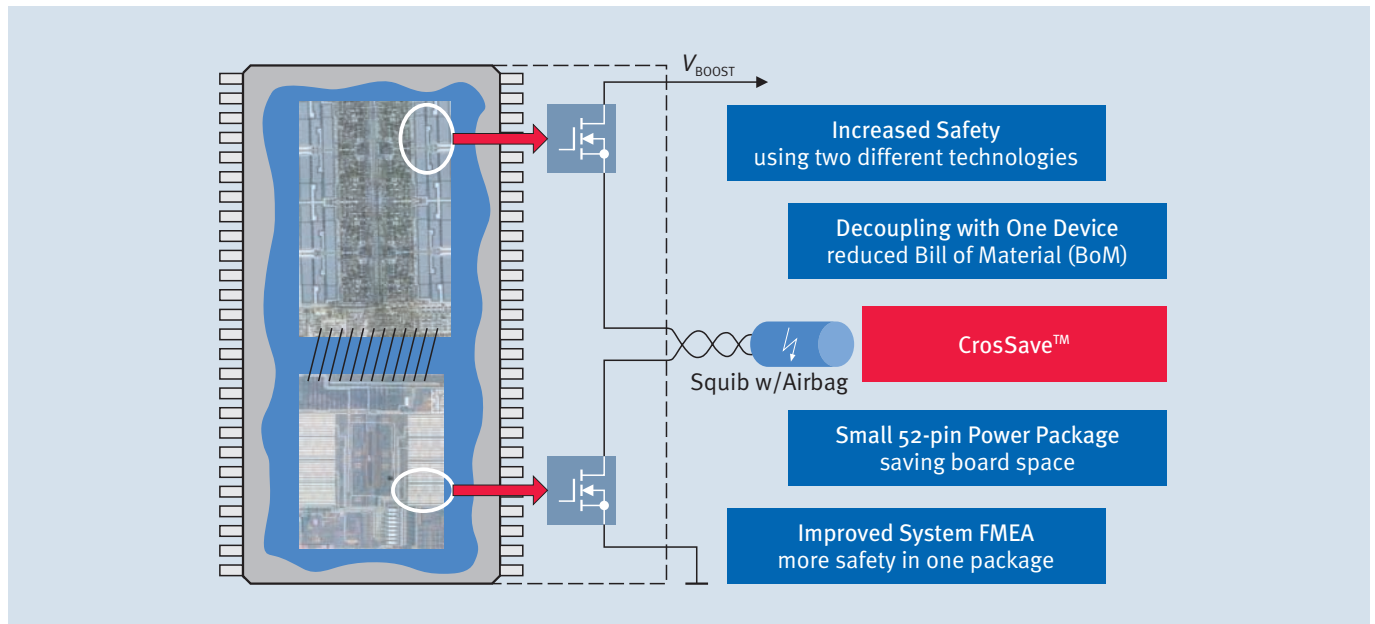 V_BOOST
Increased Safety
using two different technologies
Decoupling with One Device
reduced Bill of Material (BoM)
CrosSave™
Squib w/Airbag
Small 52-pin Power Package
saving board space
Improved System FMEA
more safety in one package